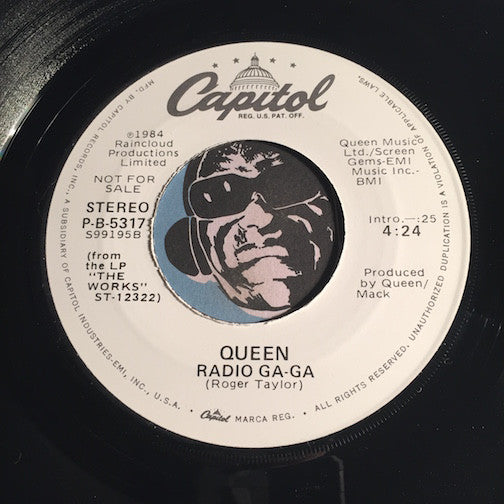 Capitol
REG. U.S. PAT. OFF.
℗1984
Raincloud
Productions
Limited
NOT FOR
SALE
STEREO
P-B-5317
S99195B
(from
the LP
"THE
WORKS"
ST-12322)
Queen Music
Ltd./Screen
Gems-EMI
Music Inc.-
BMI
Intro.—:25
4:24
Produced
by Queen/
Mack
QUEEN
RADIO GA-GA
(Roger Taylor)
MFD. BY CAPITOL RECORDS, INC., A SUBSIDIARY OF CAPITOL INDUSTRIES-EMI, INC., U.S.A. • Capitol MARCA REG. • ALL RIGHTS RESERVED. UNAUTHORIZED DUPLICATION IS A VIOLATION OF APPLICABLE LAWS.